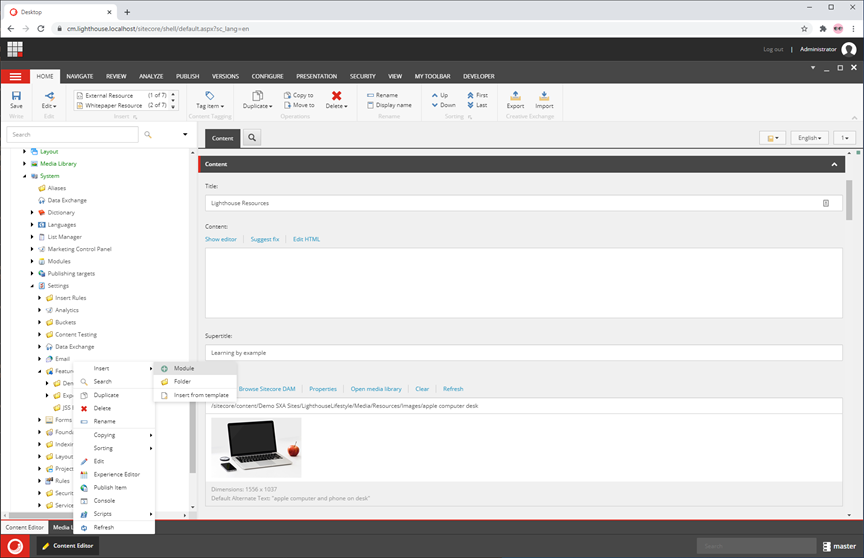 Desktop
cm.lighthouse.localhost/sitecore/shell/default.aspx?sc_lang=en
Log out | Administrator
HOME NAVIGATE REVIEW ANALYZE PUBLISH VERSIONS CONFIGURE PRESENTATION SECURITY VIEW MY TOOLBAR DEVELOPER
Save
Write
Edit
Edit
External Resource (1 of 7)
Whitepaper Resource (2 of 7)
Insert
Tag item
Content Tagging
Duplicate
Copy to
Move to
Delete
Operations
Rename
Display name
Rename
Up First
Down Last
Sorting
Export Import
Creative Exchange
Search
Content
English
1
Layout
Media Library
System
Aliases
Data Exchange
Dictionary
Languages
List Manager
Marketing Control Panel
Modules
Publishing targets
Settings
Insert Rules
Analytics
Buckets
Content Testing
Data Exchange
Email
Featur
Den
Exp
JSS
Forms
Founda
Indexin
Layou
Project
Rules
Securit
Service
Insert
Search
Duplicate
Delete
Rename
Copying
Sorting
Edit
Experience Editor
Publish Item
Console
Scripts
Refresh
Module
Folder
Insert from template
Content
Title:
Lighthouse Resources
Content:
Show editor Suggest fix Edit HTML
Supertitle:
Learning by example
Browse Sitecore DAM Properties Open media library Clear Refresh
/sitecore/content/Demo SXA Sites/LighthouseLifestyle/Media/Resources/Images/apple computer desk
Dimensions: 1556 x 1037
Default Alternate Text: "apple computer and phone on desk"
Content Editor Media L
Content Editor
Search
master